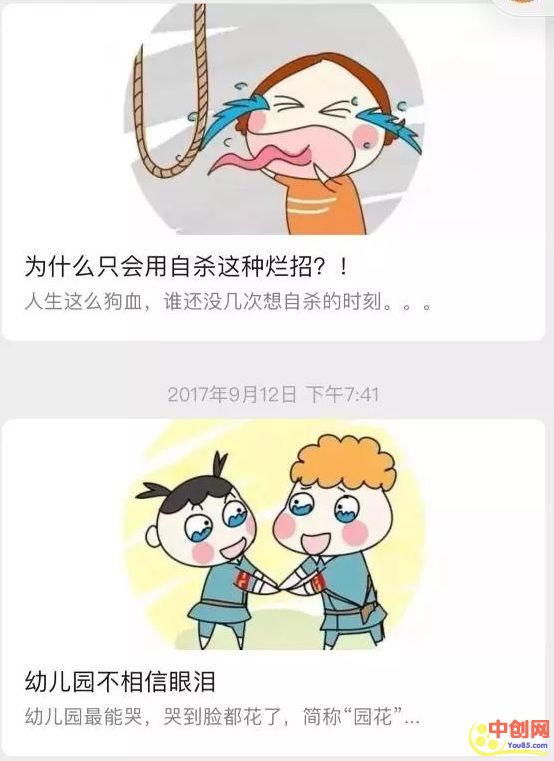 为什么只会用自杀这种烂招?！
人生这么狗血，谁还没几次想自杀的时刻。。。
2017年9月12日 下午7:41
幼儿园不相信眼泪
幼儿园最能哭，哭到脸都花了，简称“园花”...
中创网
You85.com